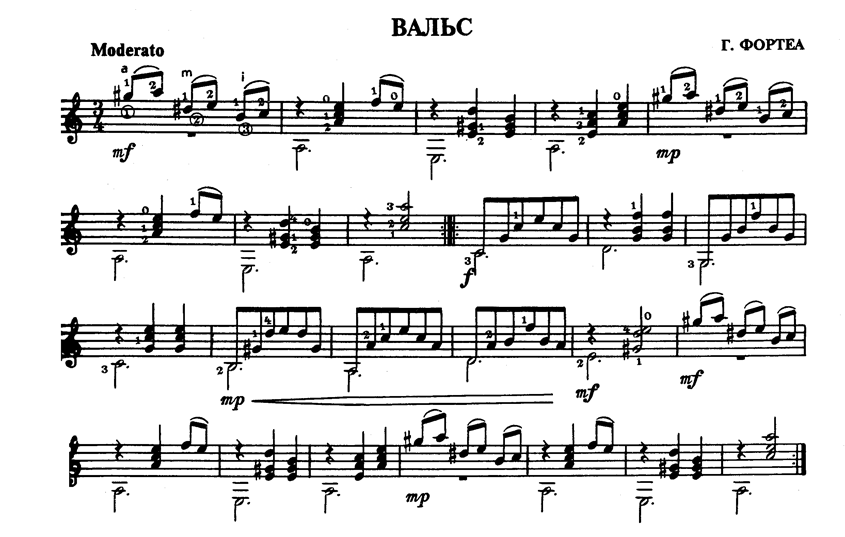 ВАЛЬС
Moderato
Г. ФОРТЕА
a m i
mf mp
f
mp mf mf
mp